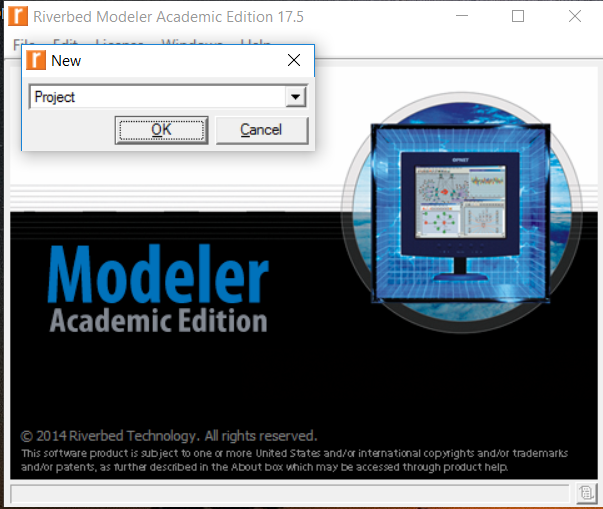 Riverbed Modeler Academic Edition 17.5
File Edit License Windows Help
New
Project
OK Cancel
OPNET
Modeler
Academic Edition
© 2014 Riverbed Technology. All rights reserved.
This software product is subject to one or more United States and/or international copyrights and/or trademarks
and/or patents, as further described in the About box which may be accessed through product help.